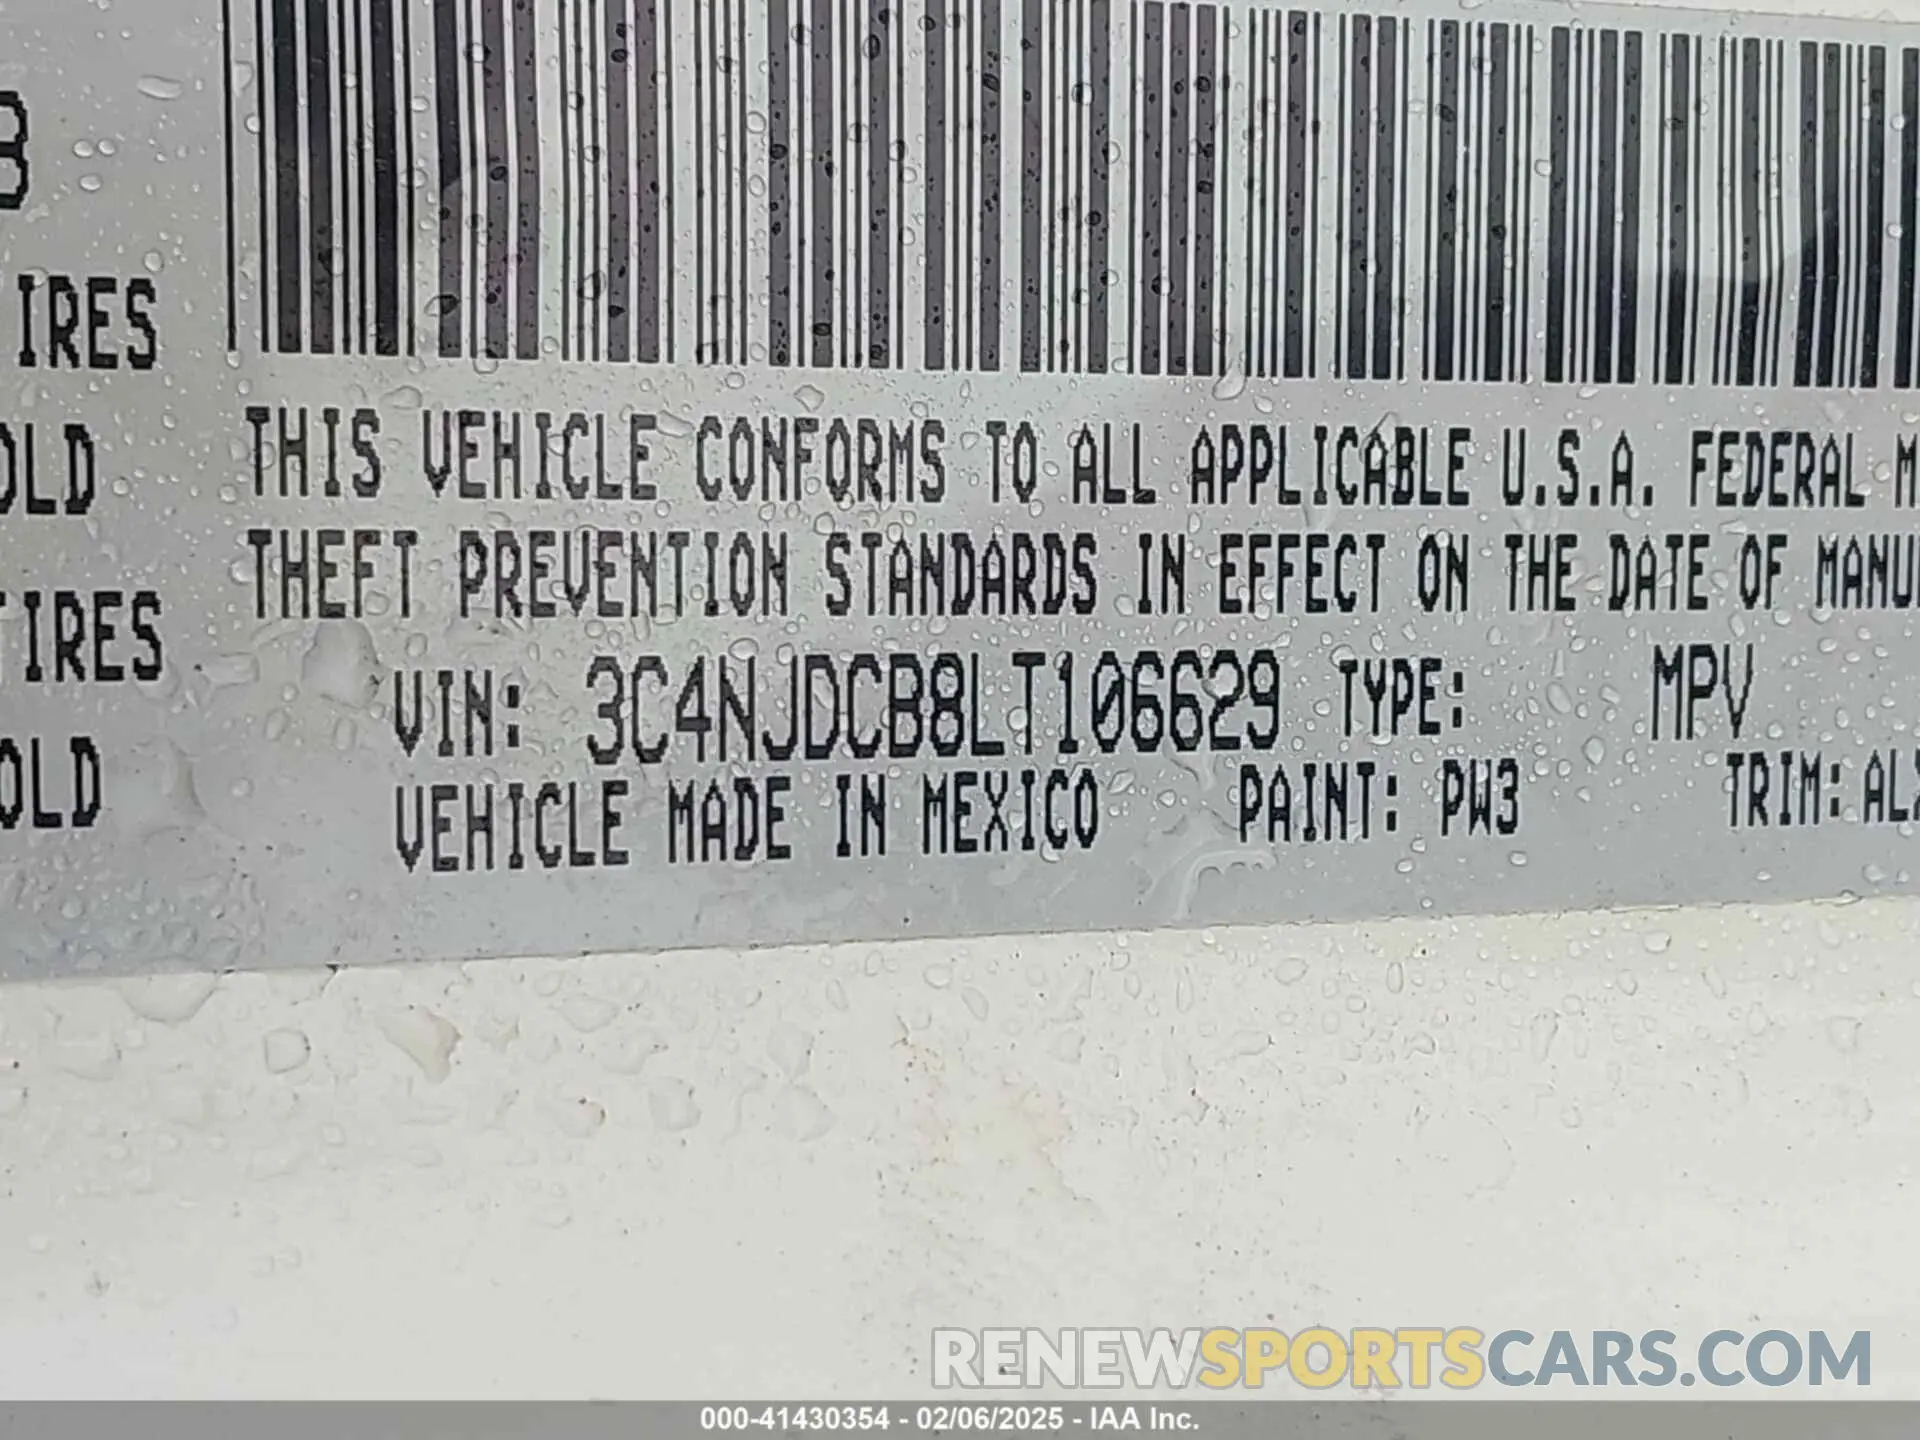 IRES
OLD
THIS VEHICLE CONFORMS TO ALL APPLICABLE U.S.A. FEDERAL M
THEFT PREVENTION STANDARDS IN EFFECT ON THE DATE OF MANU
IRES
VIN: 3C4NJDCB8LT106629 TYPE: MPV
OLD
VEHICLE MADE IN MEXICO PAINT: PW3 TRIM: ALX
RENEWSPORTSCARS.COM
000-41430354 - 02/06/2025 - IAA Inc.